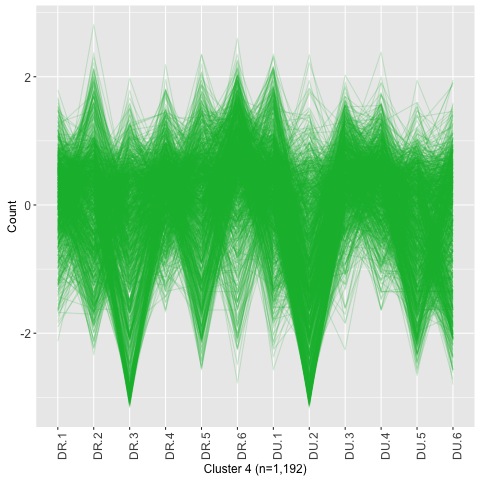 2
0
-2
Count
DR.1
DR.2
DR.3
DR.4
DR.5
DR.6
DU.1
DU.2
DU.3
DU.4
DU.5
DU.6
Cluster 4 (n=1,192)